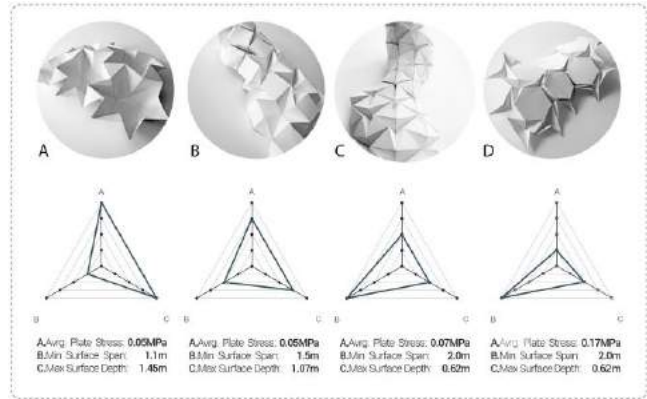 A
B
C
D
A
A
A
A
B
C
B
C
B
C
B
C
A.Avrg. Plate Stress: 0.05MPa
B.Min Surface Span: 1.1m
C.Max Surface Depth: 1.45m
A.Avrg. Plate Stress: 0.05MPa
B.Min Surface Span: 1.5m
C.Max Surface Depth: 1.07m
A.Avrg. Plate Stress: 0.07MPa
B.Min Surface Span: 2.0m
C.Max Surface Depth: 0.62m
A.Avrg. Plate Stress: 0.17MPa
B.Min Surface Span: 2.0m
C.Max Surface Depth: 0.62m